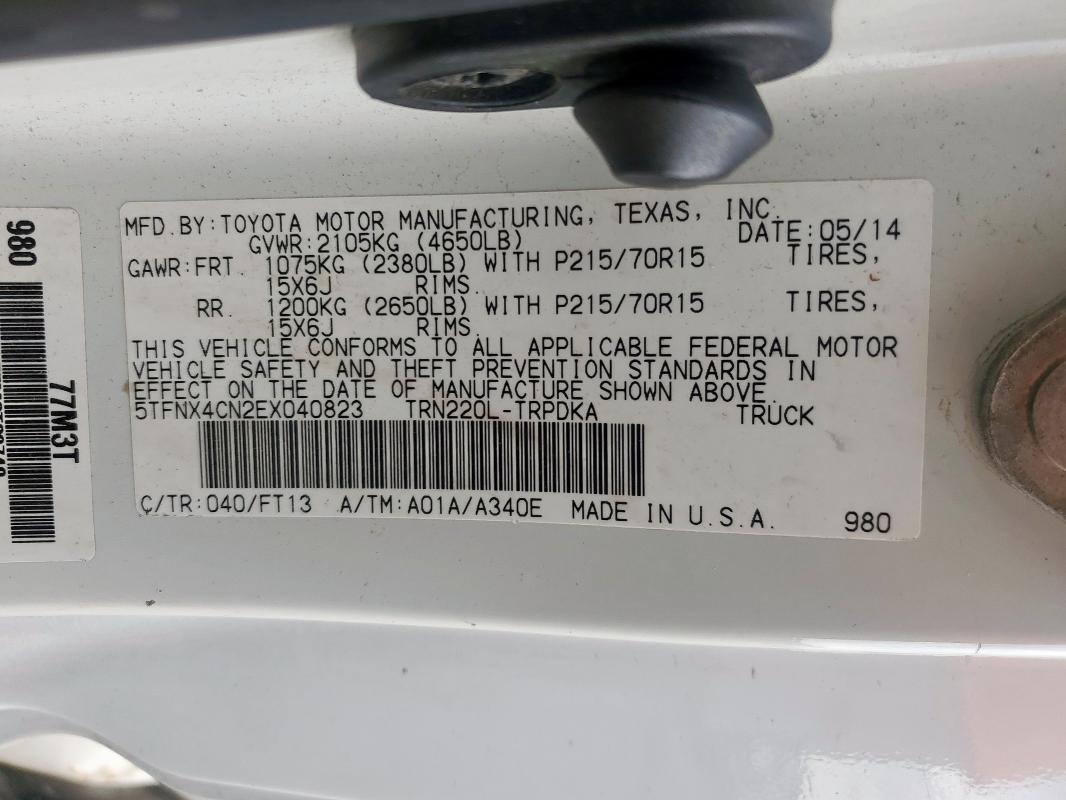 MFD.BY:TOYOTA MOTOR MANUFACTURING, TEXAS, INC.
GVWR:2105KG (4650LB) DATE:05/14
GAWR:FRT. 1075KG (2380LB) WITH P215/70R15 TIRES,
15X6J RIMS.
RR. 1200KG (2650LB) WITH P215/70R15 TIRES,
15X6J RIMS.
THIS VEHICLE CONFORMS TO ALL APPLICABLE FEDERAL MOTOR
VEHICLE SAFETY AND THEFT PREVENTION STANDARDS IN
EFFECT ON THE DATE OF MANUFACTURE SHOWN ABOVE.
5TFNX4CN2EX040823 TRN220L-TRPDKA TRUCK
C/TR:040/FT13 A/TM:A01A/A340E MADE IN U.S.A. 980
980
77M3T